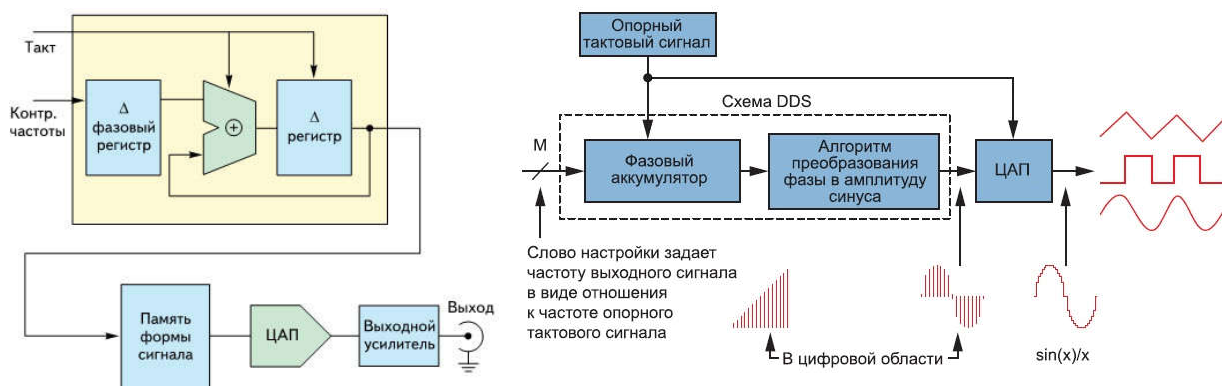 Такт
Контр.
частоты
Δ
фазовый
регистр
+
Δ
регистр
Память
формы
сигнала
ЦАП
Выходной
усилитель
Выход
Опорный
тактовый сигнал
Схема DDS
M
Фазовый
аккумулятор
Алгоритм
преобразования
фазы в амплитуду
синуса
ЦАП
Слово настройки задает
частоту выходного сигнала
в виде отношения
к частоте опорного
тактового сигнала
В цифровой области
sin(x)/x